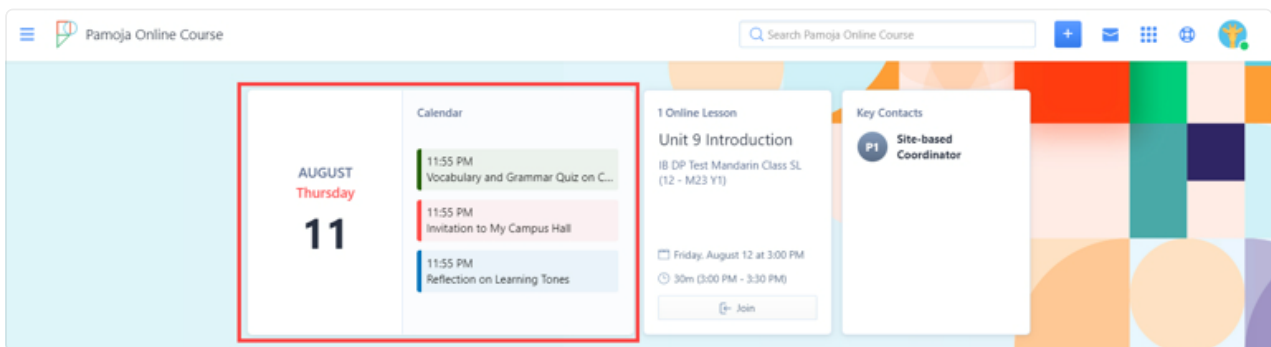 Pamoja Online Course
Search Pamoja Online Course
+
AUGUST
Thursday
11
Calendar
11:55 PM
Vocabulary and Grammar Quiz on C...
11:55 PM
Invitation to My Campus Hall
11:55 PM
Reflection on Learning Tones
1 Online Lesson
Unit 9 Introduction
IB DP Test Mandarin Class SL
(12 - M23 Y1)
Friday, August 12 at 3:00 PM
30m (3:00 PM - 3:30 PM)
Join
Key Contacts
P1
Site-based
Coordinator